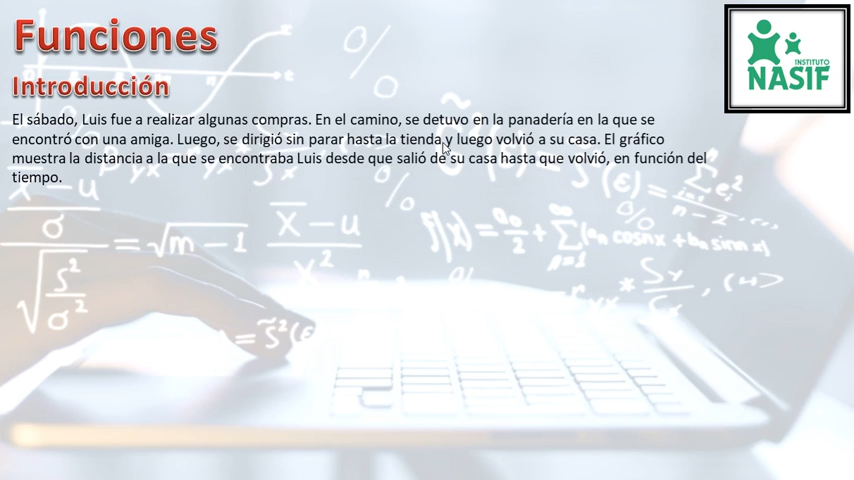 Funciones
Introducción
INSTITUTO
NASIF
El sábado, Luis fue a realizar algunas compras. En el camino, se detuvo en la panadería en la que se
encontró con una amiga. Luego, se dirigió sin parar hasta la tienda y luego volvió a su casa. El gráfico
muestra la distancia a la que se encontraba Luis desde que salió de su casa hasta que volvió, en función del
tiempo.